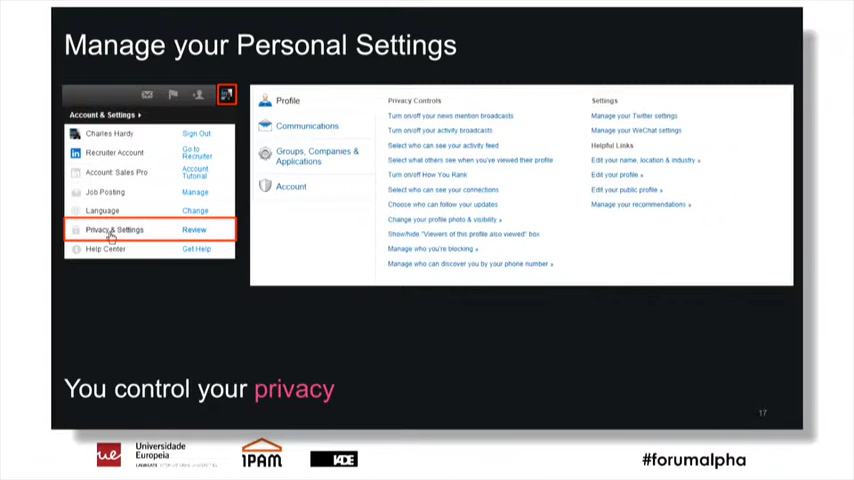 Manage your Personal Settings
Account & Settings
Charles Hardy Sign Out
Recruiter Account Go to Recruiter
Account: Sales Pro Account Tutorial
Job Posting Manage
Language Change
Privacy & Settings Review
Help Center Get Help
Profile
Communications
Groups, Companies &
Applications
Account
Privacy Controls
Turn on/off your news mention broadcasts
Turn on/off your activity broadcasts
Select who can see your activity feed
Select what others see when you've viewed their profile
Turn on/off How You Rank
Select who can see your connections
Choose who can follow your updates
Change your profile photo & visibility »
Show/hide "Viewers of this profile also viewed" box
Manage who you're blocking »
Manage who can discover you by your phone number »
Settings
Manage your Twitter settings
Manage your WeChat settings
Helpful Links
Edit your name, location & industry »
Edit your profile »
Edit your public profile »
Manage your recommendations »
You control your privacy
17
ue
Universidade
Europeia
IPAM
IADE
#forumalpha